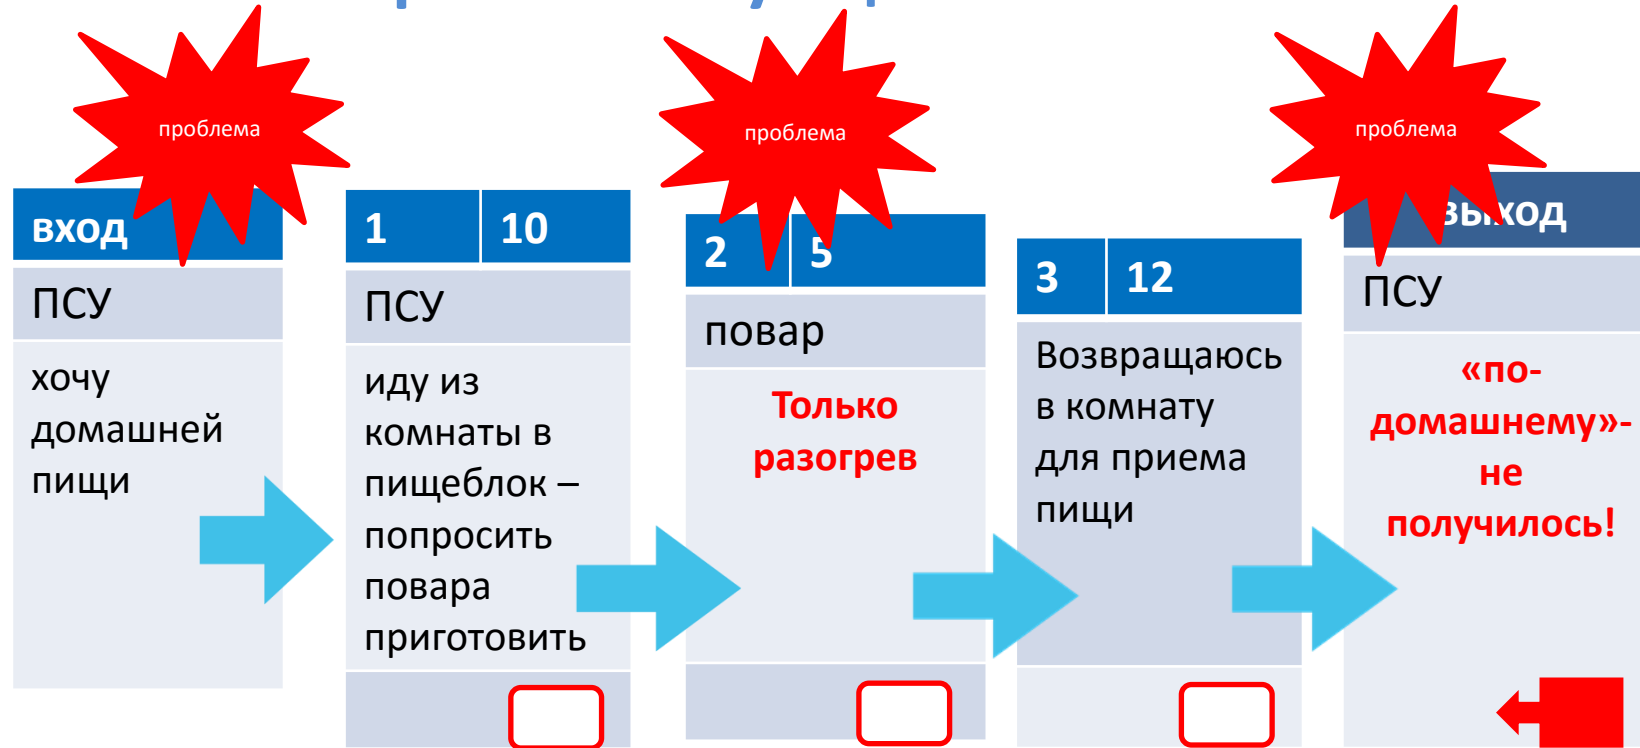 проблема
проблема
проблема
вход
ПСУ
хочу
домашней
пищи
1 10
ПСУ
иду из
комнаты в
пищеблок –
попросить
повара
приготовить
2 5
повар
Только
разогрев
3 12
Возвращаюсь
в комнату
для приема
пищи
выход
ПСУ
«по-
домашнему»-
не
получилось!